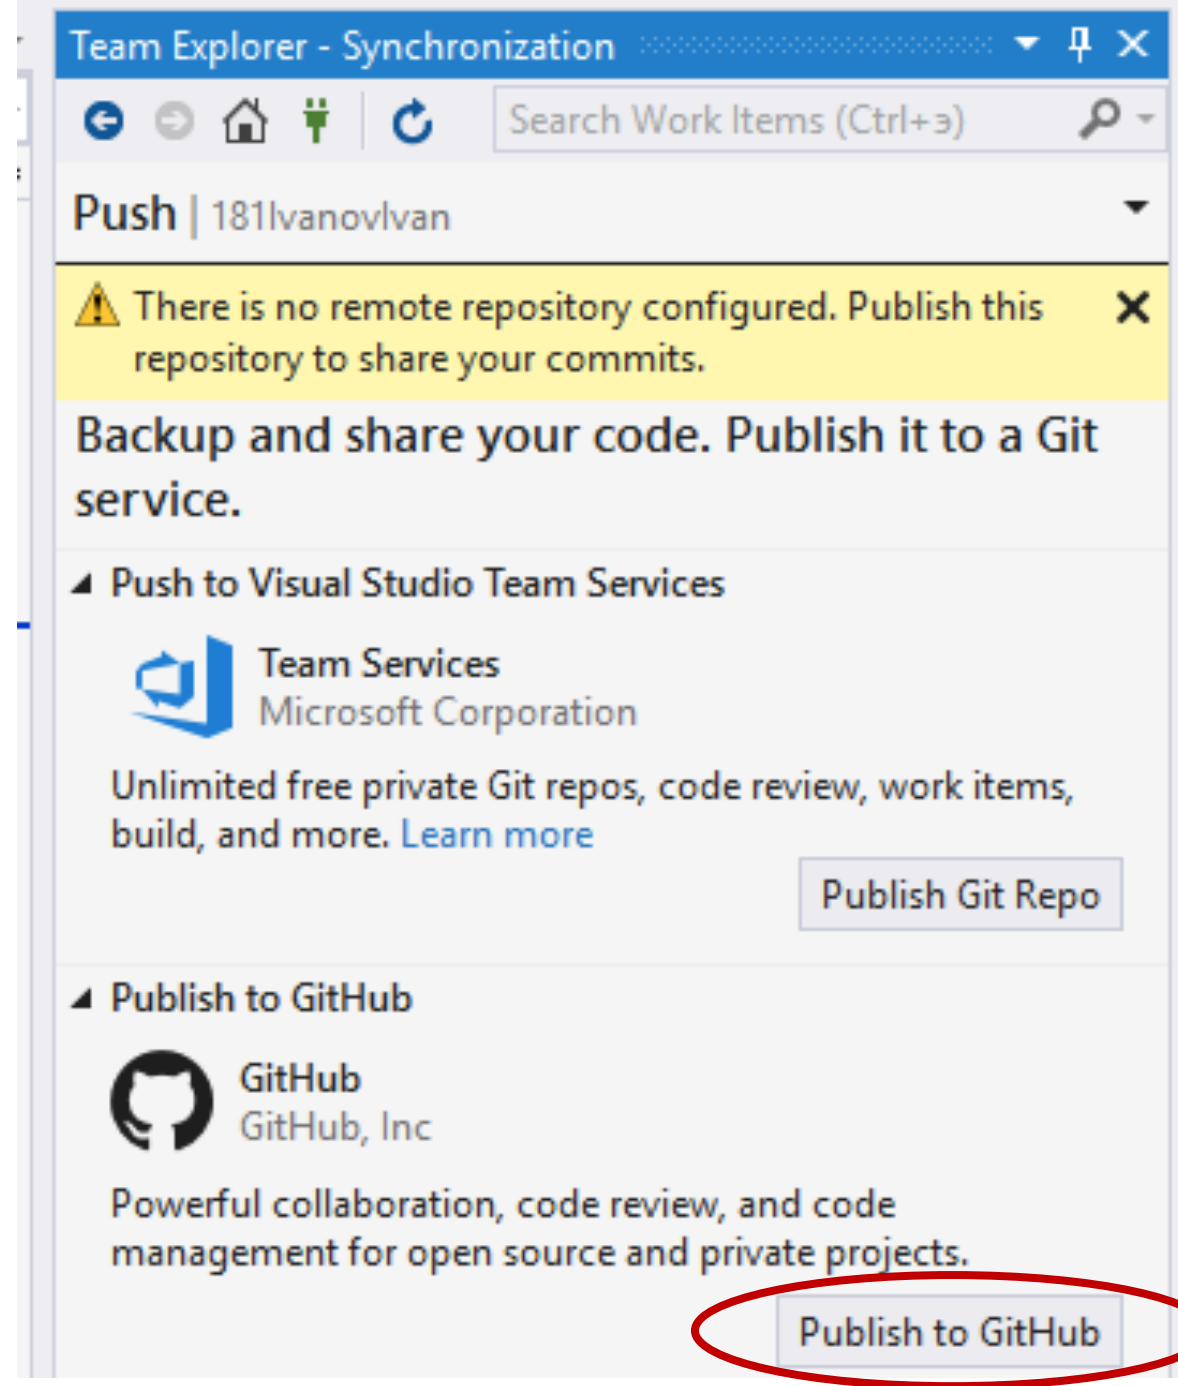 Team Explorer - Synchronization
Search Work Items (Ctrl+э)
Push | 181IvanovIvan
There is no remote repository configured. Publish this
repository to share your commits.
Backup and share your code. Publish it to a Git
service.
Push to Visual Studio Team Services
Team Services
Microsoft Corporation
Unlimited free private Git repos, code review, work items,
build, and more. Learn more
Publish Git Repo
Publish to GitHub
GitHub
GitHub, Inc
Powerful collaboration, code review, and code
management for open source and private projects.
Publish to GitHub